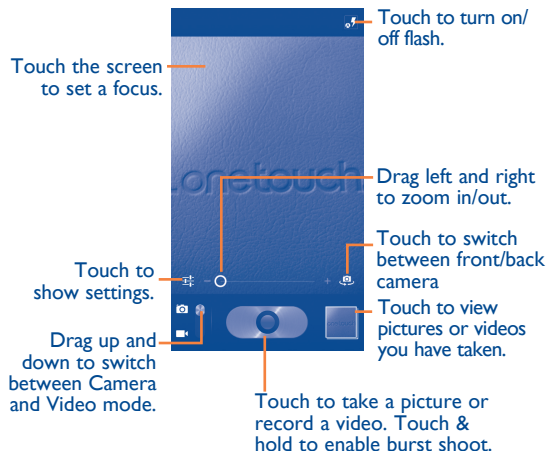 Touch to turn on/
off flash.
Touch the screen
to set a focus.
onetouch
Drag left and right
to zoom in/out.
Touch to switch
between front/back
camera
Touch to
show settings.
Touch to view
pictures or videos
you have taken.
Drag up and
down to switch
between Camera
and Video mode.
Touch to take a picture or
record a video. Touch &
hold to enable burst shoot.